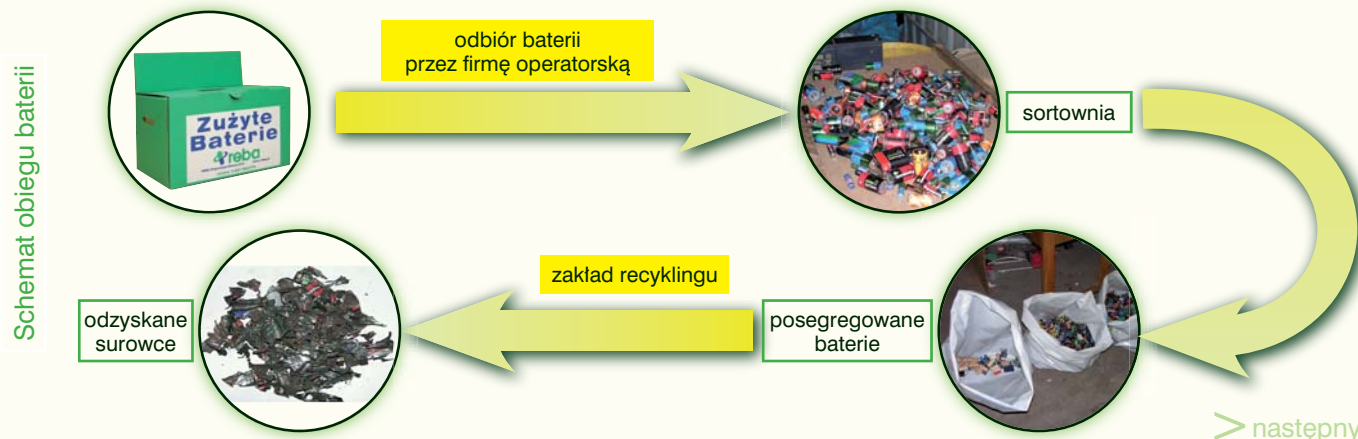 Schemat obiegu baterii
Zużyte
Baterie
reba
odbiór baterii
przez firmę operatorską
sortownia
posegregowane
baterie
zakład recyklingu
odzyskane
surowce
> następny